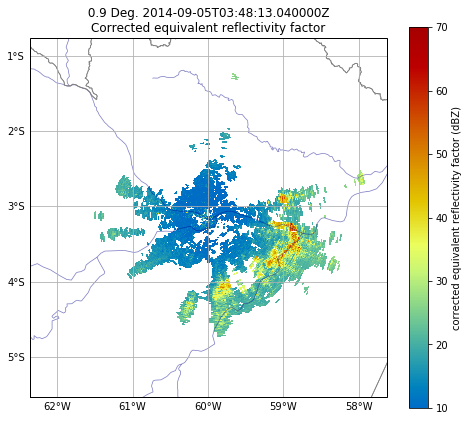 0.9 Deg. 2014-09-05T03:48:13.040000Z
Corrected equivalent reflectivity factor
1°S
2°S
3°S
4°S
5°S
62°W
61°W
60°W
59°W
58°W
70
60
50
40
30
20
10
corrected equivalent reflectivity factor (dBZ)